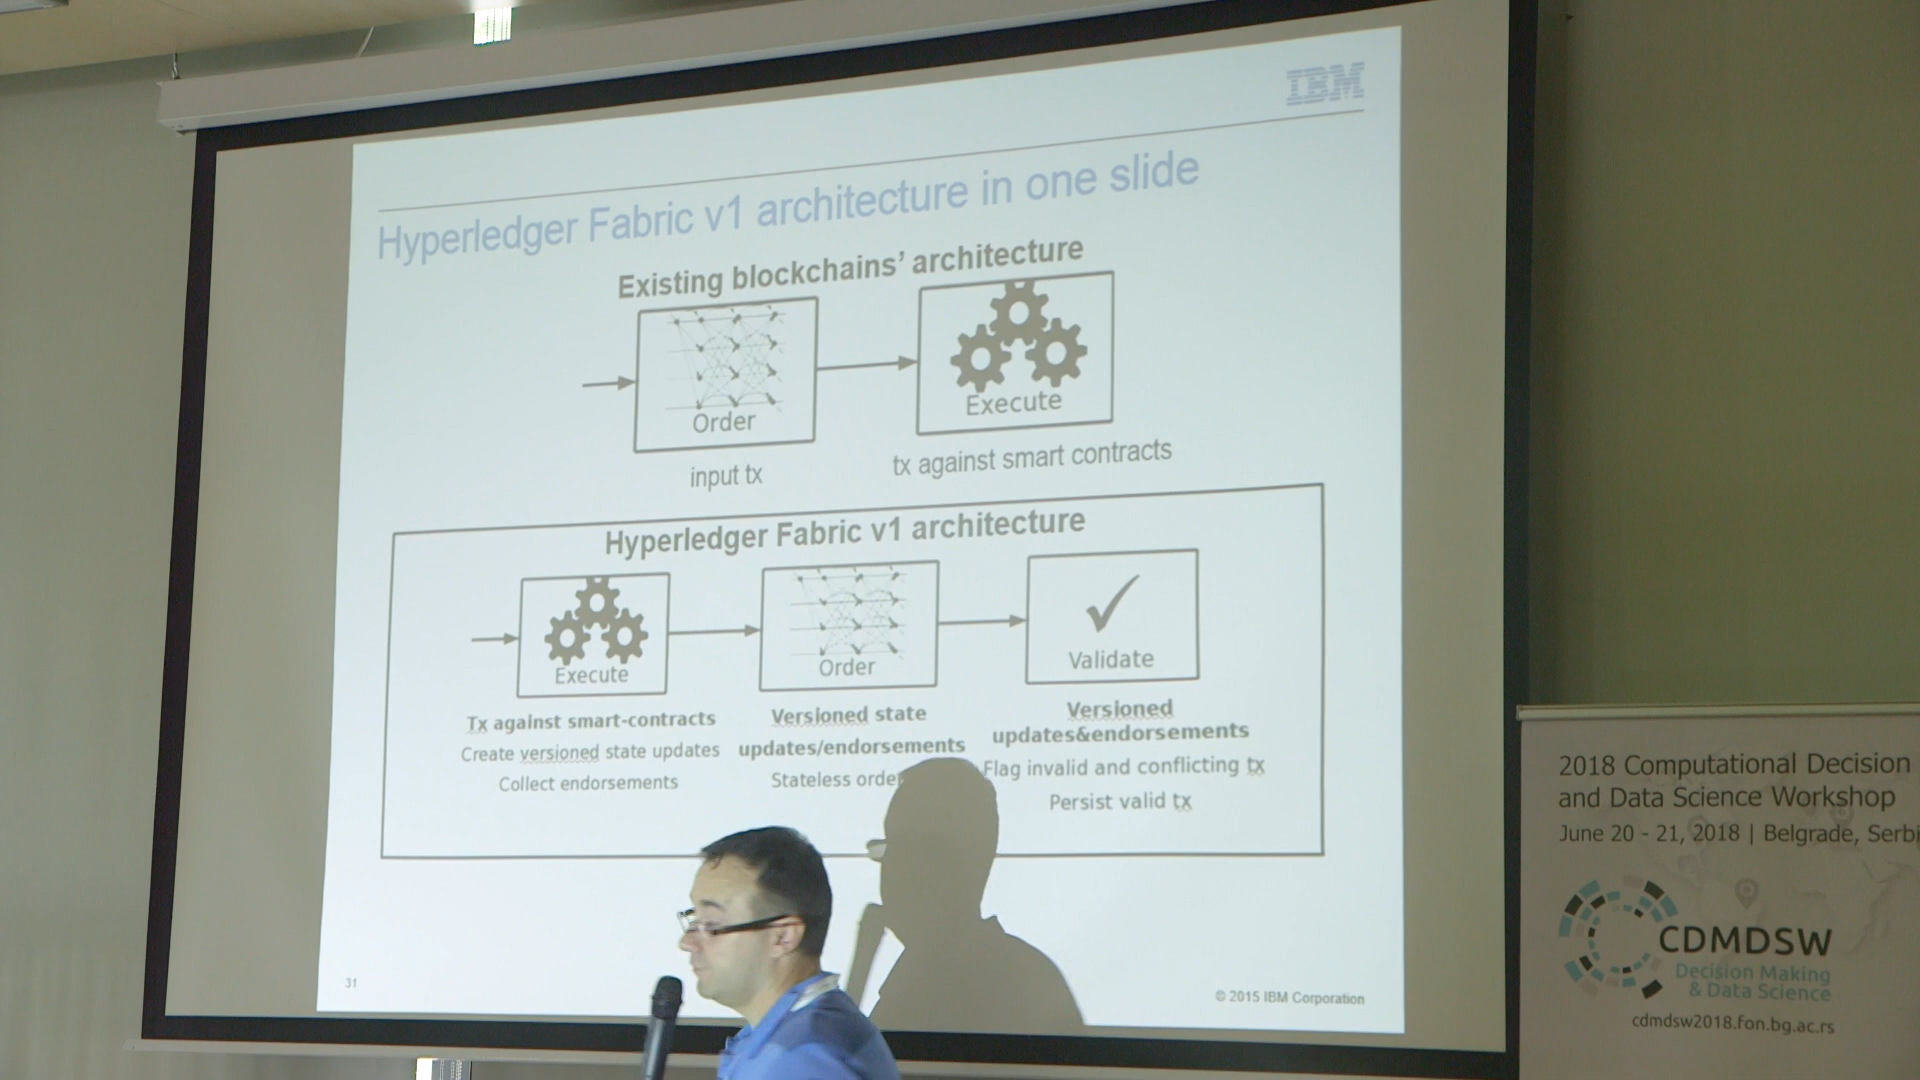 IBM
Hyperledger Fabric v1 architecture in one slide
Existing blockchains' architecture
Order
Execute
input tx
tx against smart contracts
Hyperledger Fabric v1 architecture
Execute
Order
Validate
Tx against smart-contracts
Create versioned state updates
Collect endorsements
Versioned state
updates/endorsements
Stateless
Versioned
updates&endorsements
Flag invalid and conflicting tx
Persist valid tx
31
© 2015 IBM Corporation
2018 Computational Decision
and Data Science Workshop
June 20 - 21, 2018 | Belgrade,
CDMDSW
Decision Making
& Data Science
cdmdsw2018.fon.bg.ac.rs